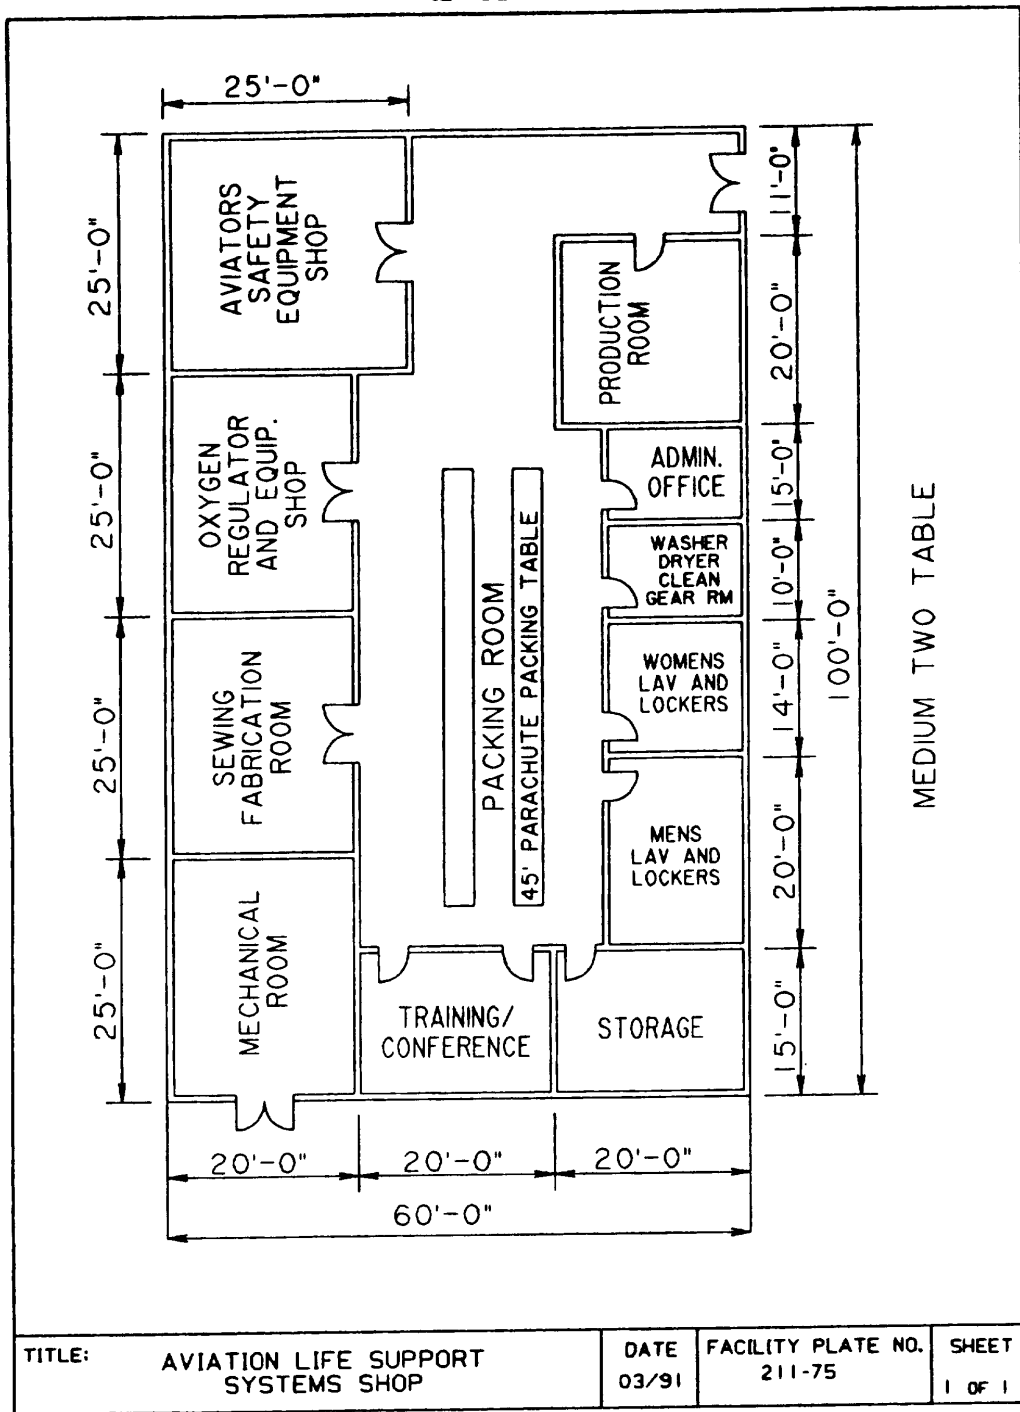 25'-0"
25'-0"
25'-0"
25'-0"
25'-0"
AVIATORS
SAFETY
EQUIPMENT
SHOP
OXYGEN
REGULATOR
AND EQUIP.
SHOP
SEWING
FABRICATION
ROOM
MECHANICAL
ROOM
PACKING ROOM
45' PARACHUTE PACKING TABLE
TRAINING/
CONFERENCE
STORAGE
PRODUCTION
ROOM
ADMIN.
OFFICE
WASHER
DRYER
CLEAN
GEAR RM
WOMENS
LAV AND
LOCKERS
MENS
LAV AND
LOCKERS
11'-0"
20'-0"
15'-0"
10'-0"
14'-0"
20'-0"
15'-0"
100'-0"
MEDIUM TWO TABLE
20'-0"
20'-0"
20'-0"
60'-0"
TITLE:
AVIATION LIFE SUPPORT
SYSTEMS SHOP
DATE
03/91
FACILITY PLATE NO.
211-75
SHEET
1 OF 1